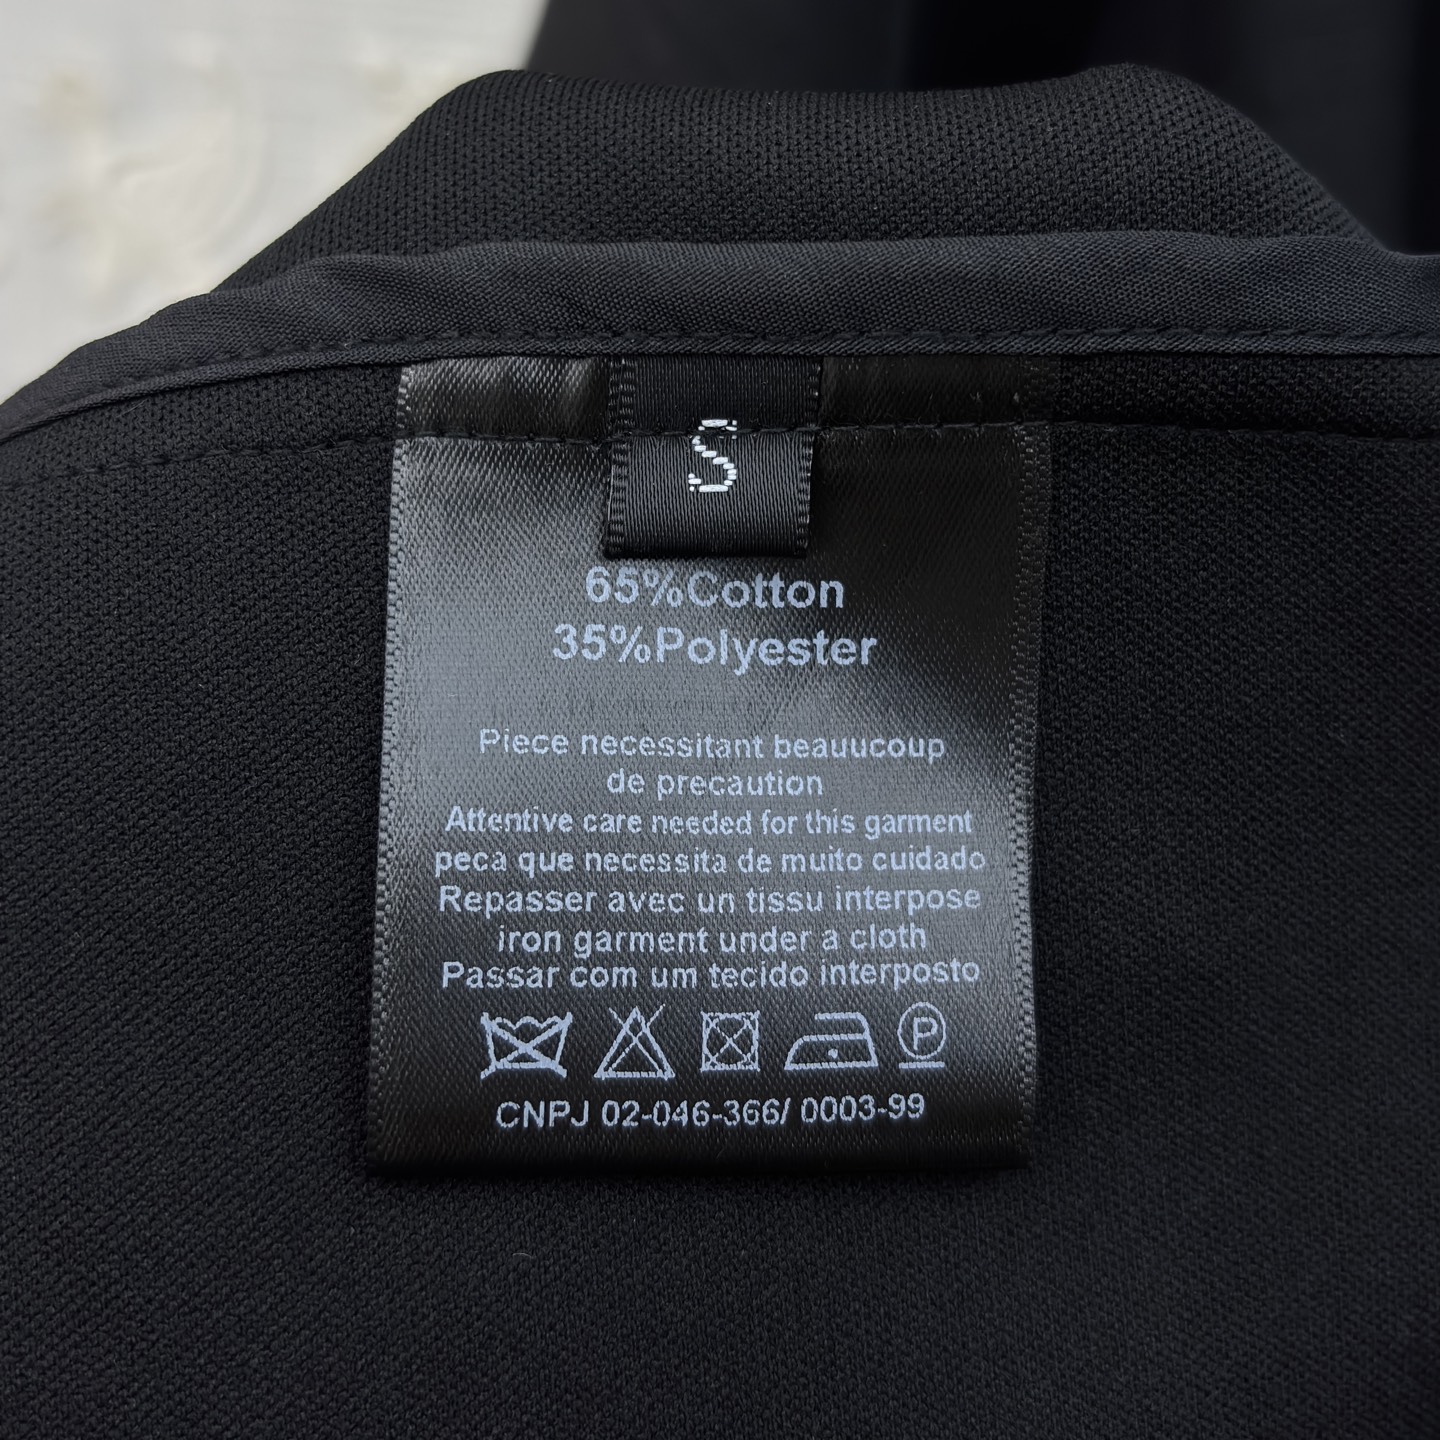 S
65%Cotton
35%Polyester
Piece necessitant beauucoup
de precaution
Attentive care needed for this garment
peca que necessita de muito cuidado
Repasser avec un tissu interpose
iron garment under a cloth
Passar com um tecido interposto
P
CNPJ 02-046-366/ 0003-99